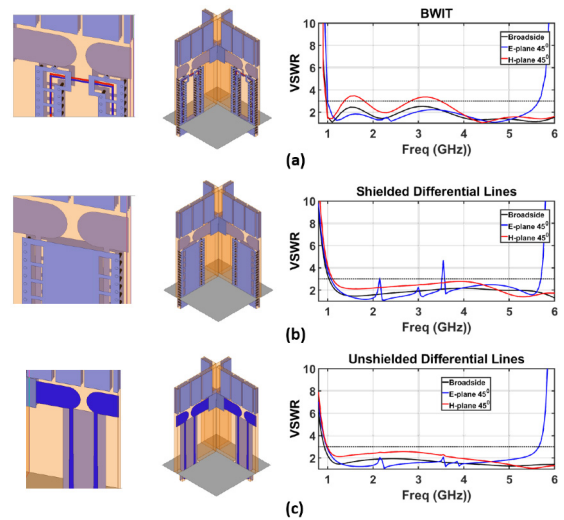 BWIT
10
8
6
4
2
VSWR
Broadside
E-plane 45⁰
H-plane 45⁰
1 2 3 4 5 6
Freq (GHz))
(a)
Shielded Differential Lines
10
8
6
4
2
VSWR
Broadside
E-plane 45⁰
H-plane 45⁰
1 2 3 4 5 6
Freq (GHz))
(b)
Unshielded Differential Lines
10
8
6
4
2
VSWR
Broadside
E-plane 45⁰
H-plane 45⁰
1 2 3 4 5 6
Freq (GHz))
(c)